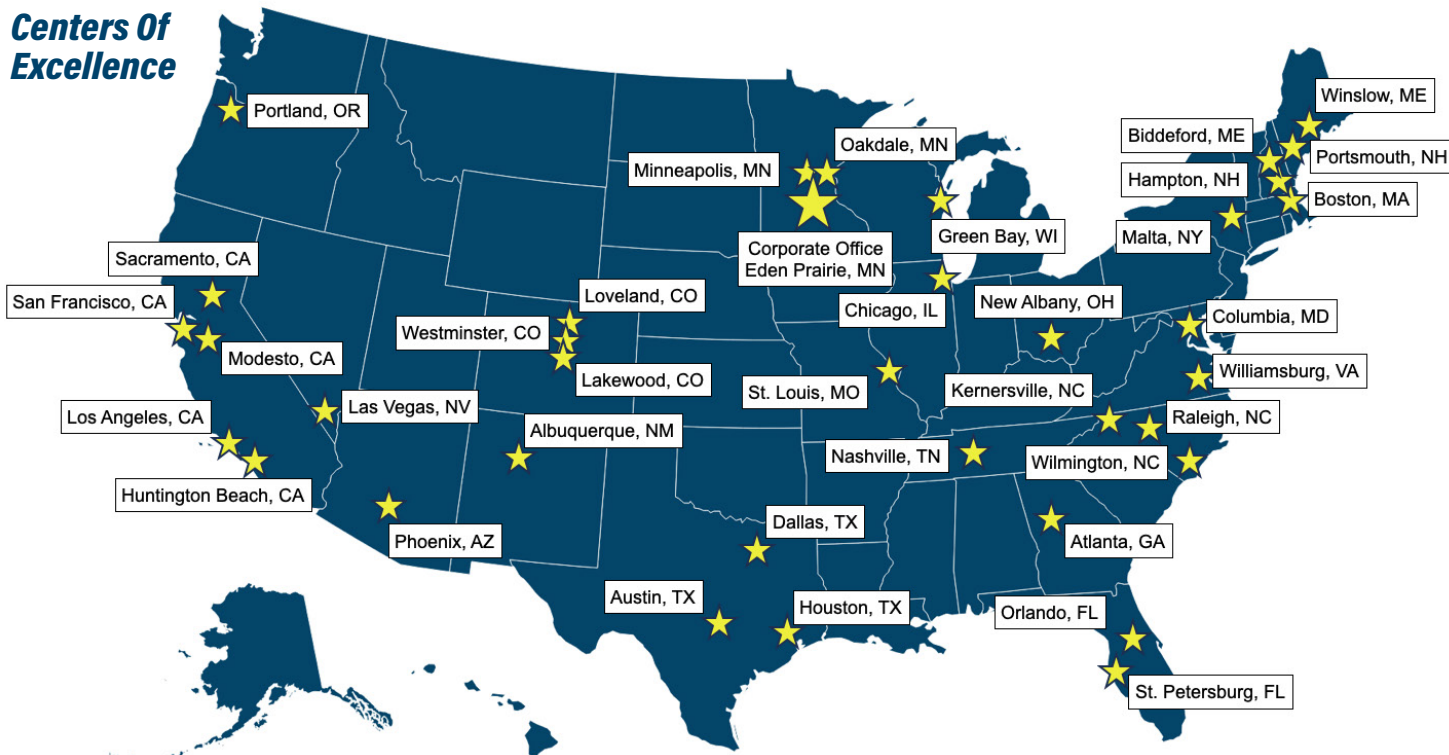 Centers Of
Excellence
Portland, OR
Winslow, ME
Biddeford, ME
Oakdale, MN
Minneapolis, MN
Portsmouth, NH
Hampton, NH
Boston, MA
Green Bay, WI
Malta, NY
Corporate Office
Eden Prairie, MN
Sacramento, CA
San Francisco, CA
Loveland, CO
Chicago, IL
New Albany, OH
Columbia, MD
Westminster, CO
Modesto, CA
Lakewood, CO
Williamsburg, VA
St. Louis, MO
Kernersville, NC
Las Vegas, NV
Los Angeles, CA
Raleigh, NC
Albuquerque, NM
Nashville, TN
Wilmington, NC
Huntington Beach, CA
Dallas, TX
Phoenix, AZ
Atlanta, GA
Austin, TX
Houston, TX
Orlando, FL
St. Petersburg, FL